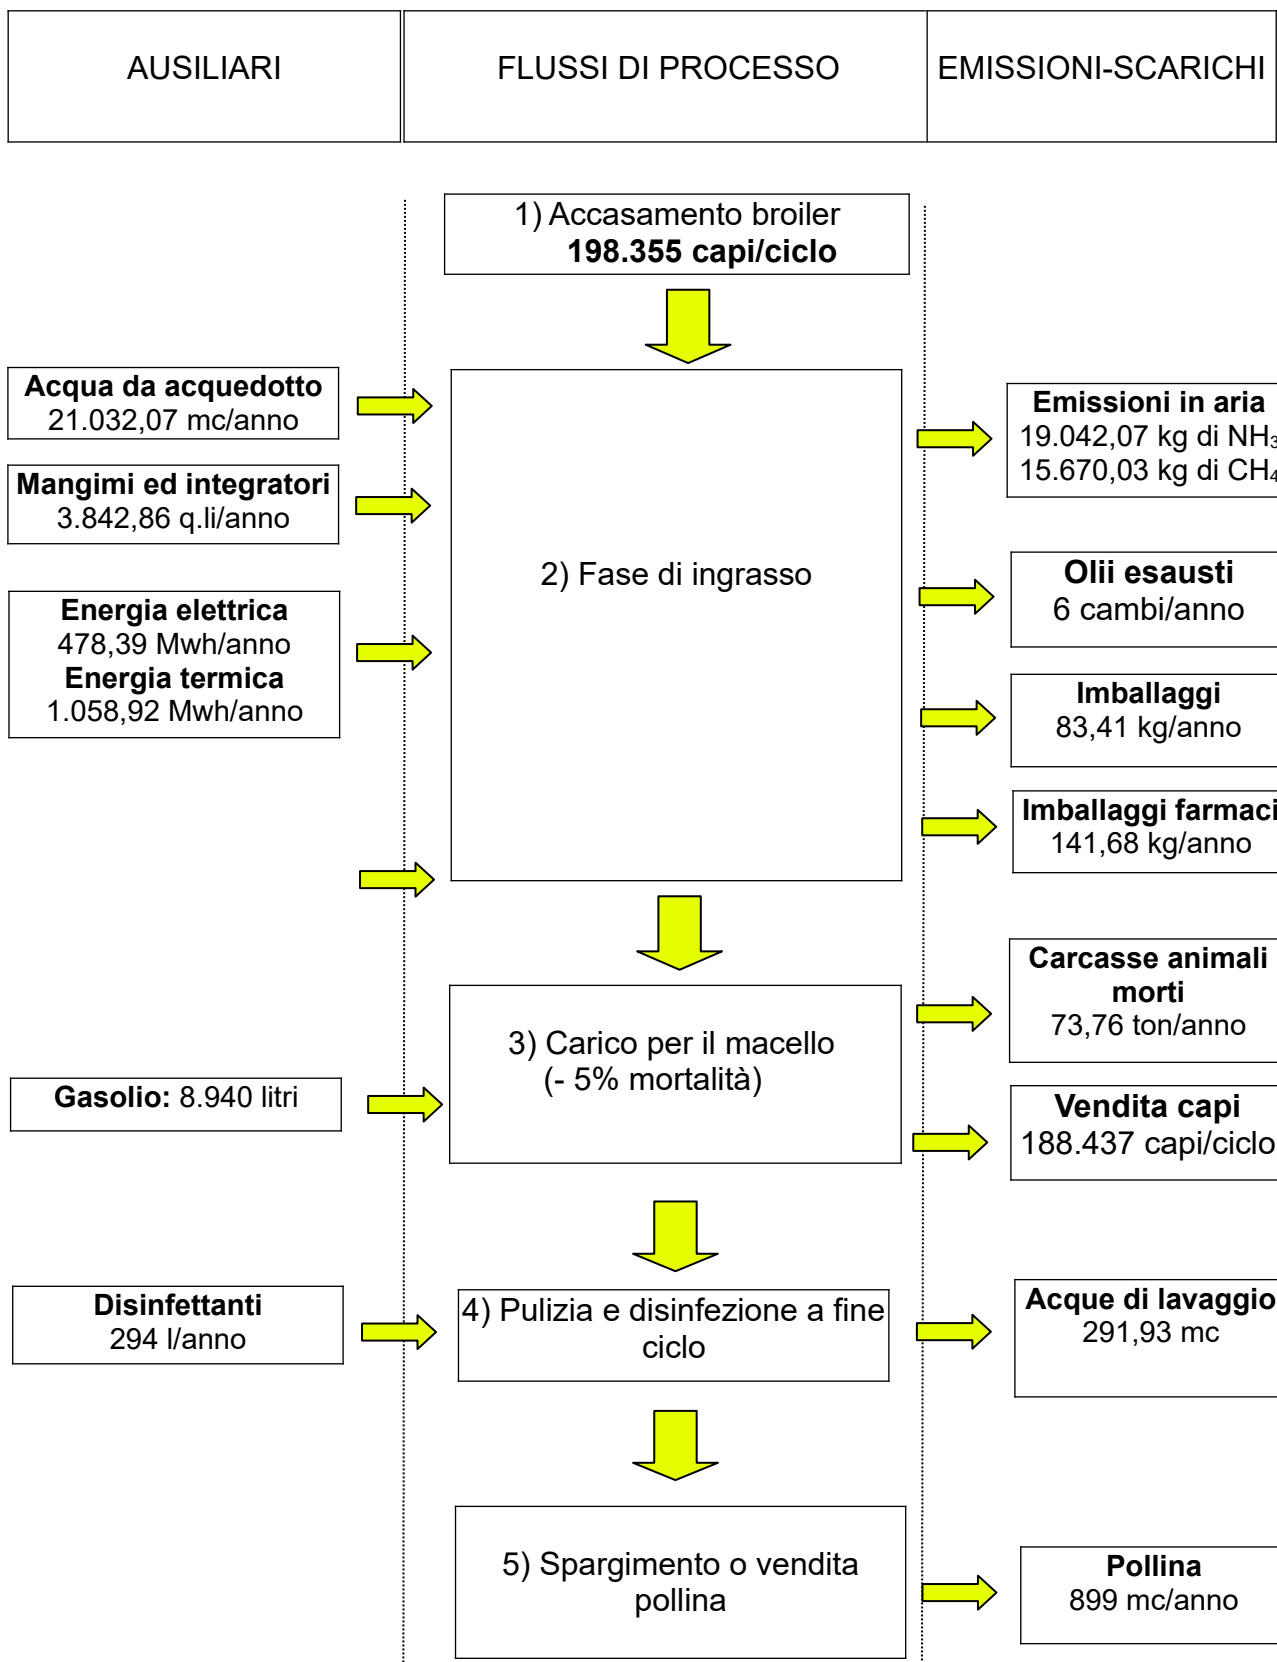 AUSILIARI
FLUSSI DI PROCESSO
EMISSIONI-SCARICHI
1) Accasamento broiler
198.355 capi/ciclo
Acqua da acquedotto
21.032,07 mc/anno
Mangimi ed integratori
3.842,86 q.li/anno
Energia elettrica
478,39 Mwh/anno
Energia termica
1.058,92 Mwh/anno
2) Fase di ingrasso
Emissioni in aria
19.042,07 kg di NH₃
15.670,03 kg di CH₄
Olii esausti
6 cambi/anno
Imballaggi
83,41 kg/anno
Imballaggi farmaci
141,68 kg/anno
Carcasse animali
morti
73,76 ton/anno
3) Carico per il macello
(- 5% mortalità)
Gasolio: 8.940 litri
Vendita capi
188.437 capi/ciclo
Disinfettanti
294 l/anno
4) Pulizia e disinfezione a fine
ciclo
Acque di lavaggio
291,93 mc
5) Spargimento o vendita
pollina
Pollina
899 mc/anno